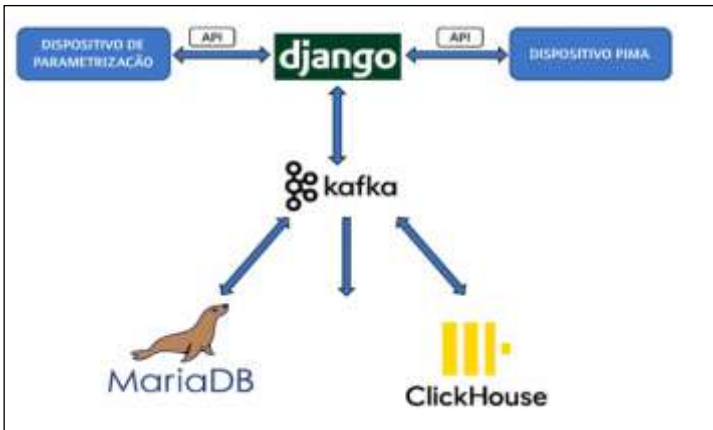 API
API
DISPOSITIVO DE
PARAMETRIZAÇÃO
django
DISPOSITIVO PIMA
kafka
MariaDB
ClickHouse